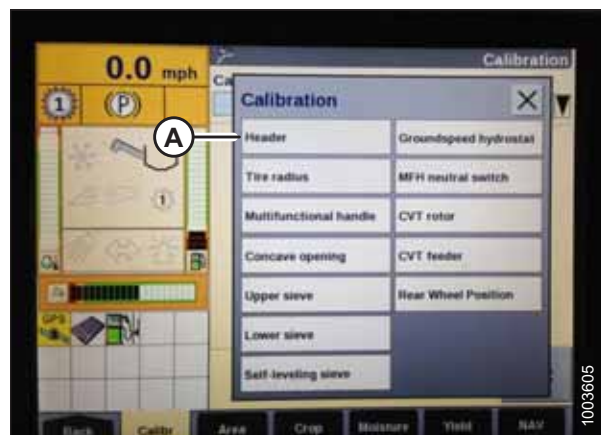 0.0 mph
Calibration
Ca
1
(P)
Calibration
A
Header
Groundspeed hydrostat
Tire radius
MFH neutral switch
1
Multifunctional handle
CVT rotor
Concave opening
CVT feeder
Upper sieve
Rear Wheel Position
Lower sieve
GPS
Self-leveling sieve
Back
Calibr
Area
Crop
Moisture
Yield
NAV
1003605